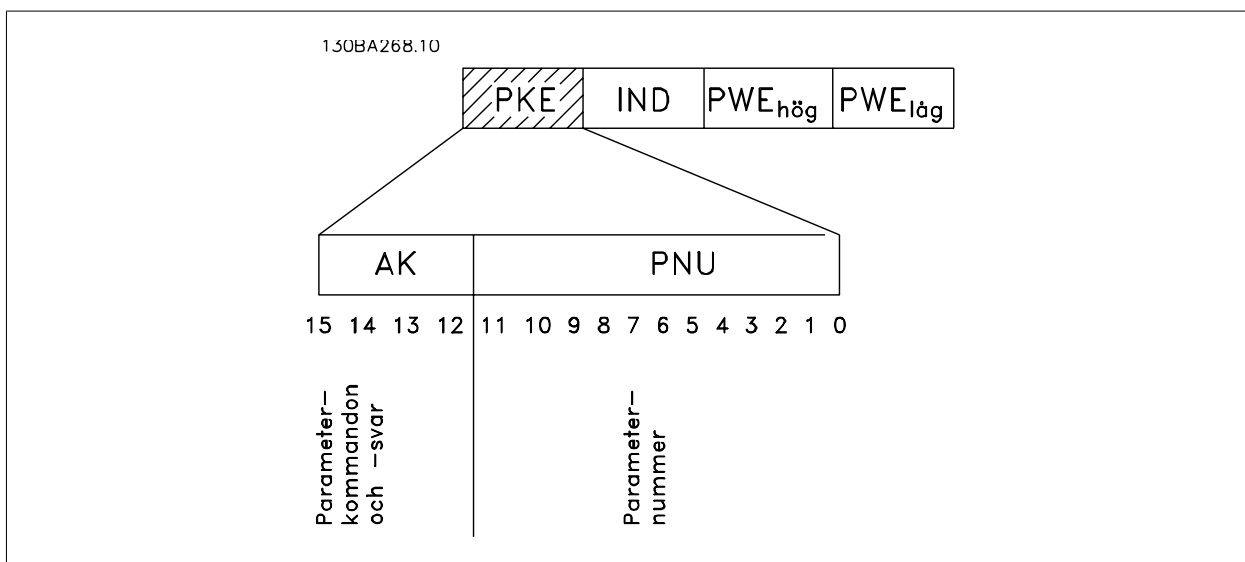 130BA268.10
PKE IND PWEhög PWElåg
AK PNU
15 14 13 12 11 10 9 8 7 6 5 4 3 2 1 0
Parameter-
kommandon
och -svar
Parameter-
nummer